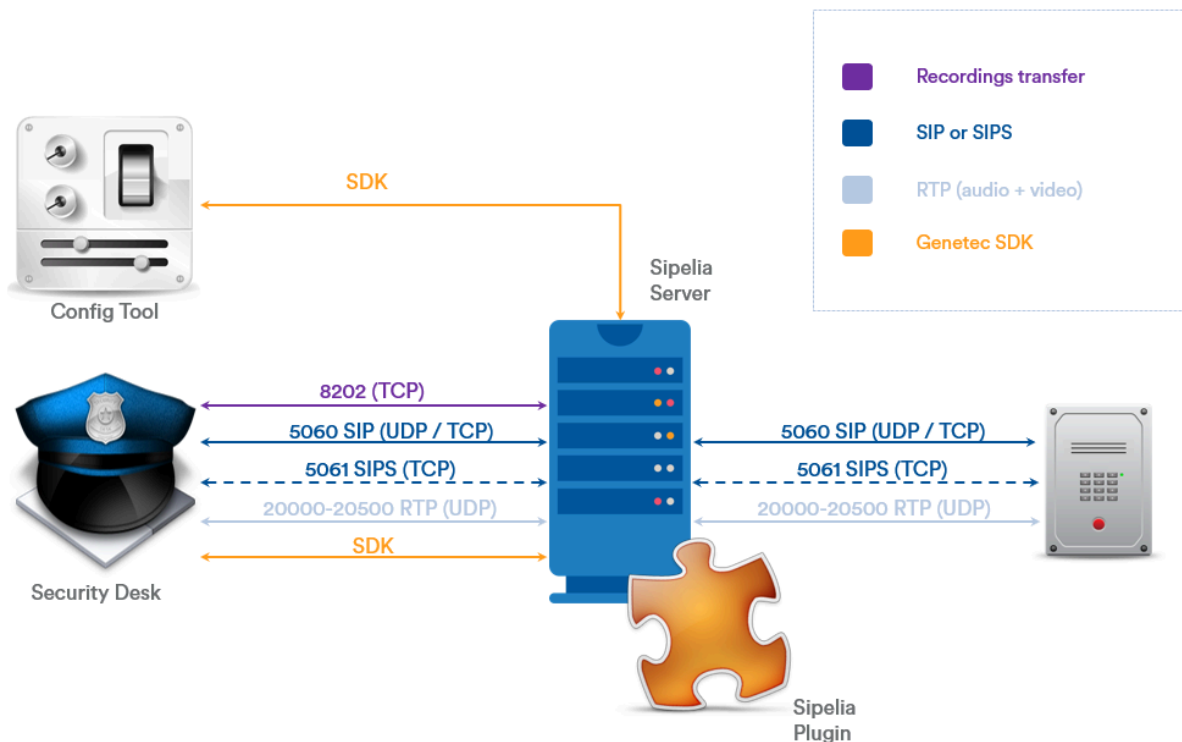 Recordings transfer
SIP or SIPS
RTP (audio + video)
Genetec SDK
SDK
Sipelia
Server
Config Tool
8202 (TCP)
5060 SIP (UDP / TCP)
5061 SIPS (TCP)
20000-20500 RTP (UDP)
SDK
5060 SIP (UDP / TCP)
5061 SIPS (TCP)
20000-20500 RTP (UDP)
Security Desk
Sipelia
Plugin